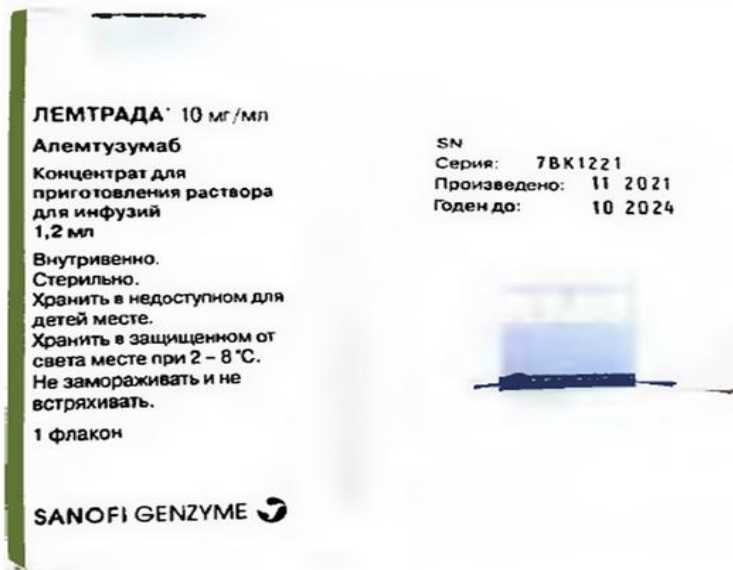 ЛЕМТРАДА® 10 мг/мл
Алемтузумаб
Концентрат для
приготовления раствора
для инфузий
1,2 мл
Внутривенно.
Стерильно.
Хранить в недоступном для
детей месте.
Хранить в защищенном от
света месте при 2 – 8 °C.
Не замораживать и не
встряхивать.
1 флакон
SANOFI GENZYME
SN
Серия: 7BK1221
Произведено: 11 2021
Годен до: 10 2024